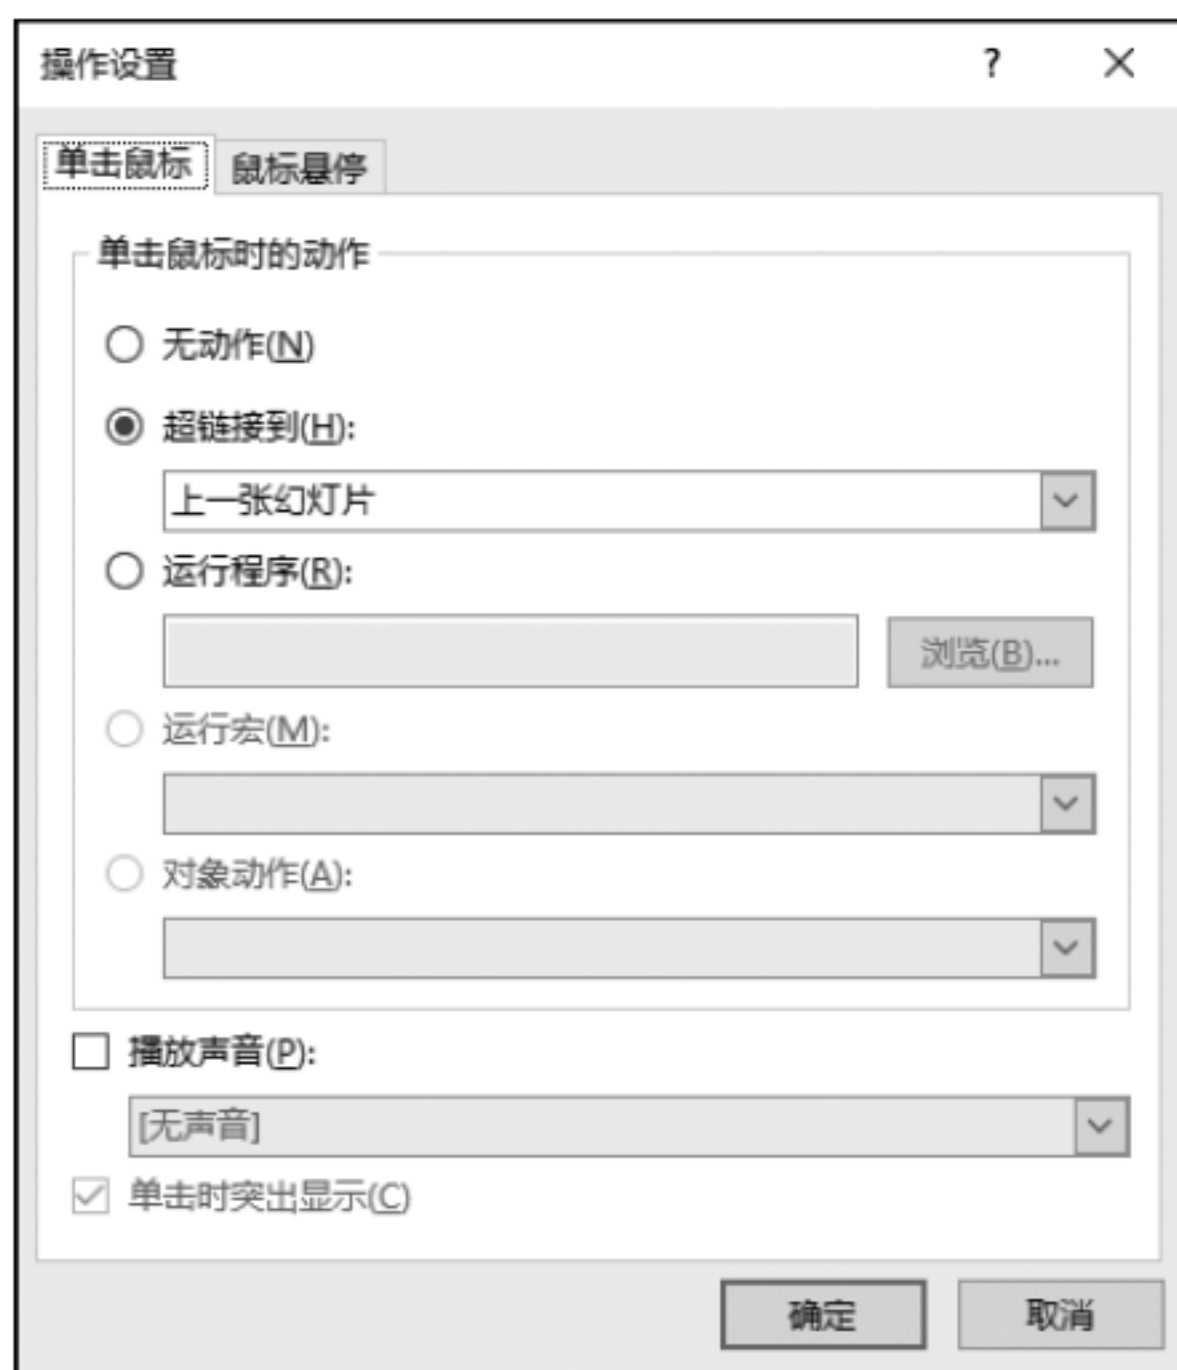 操作设置 ? ×
单击鼠标 鼠标悬停
单击鼠标时的动作
无动作(N)
超链接到(H):
上一张幻灯片
运行程序(R):
浏览(B)...
运行宏(M):
对象动作(A):
播放声音(P):
[无声音]
单击时突出显示(C)
确定 取消